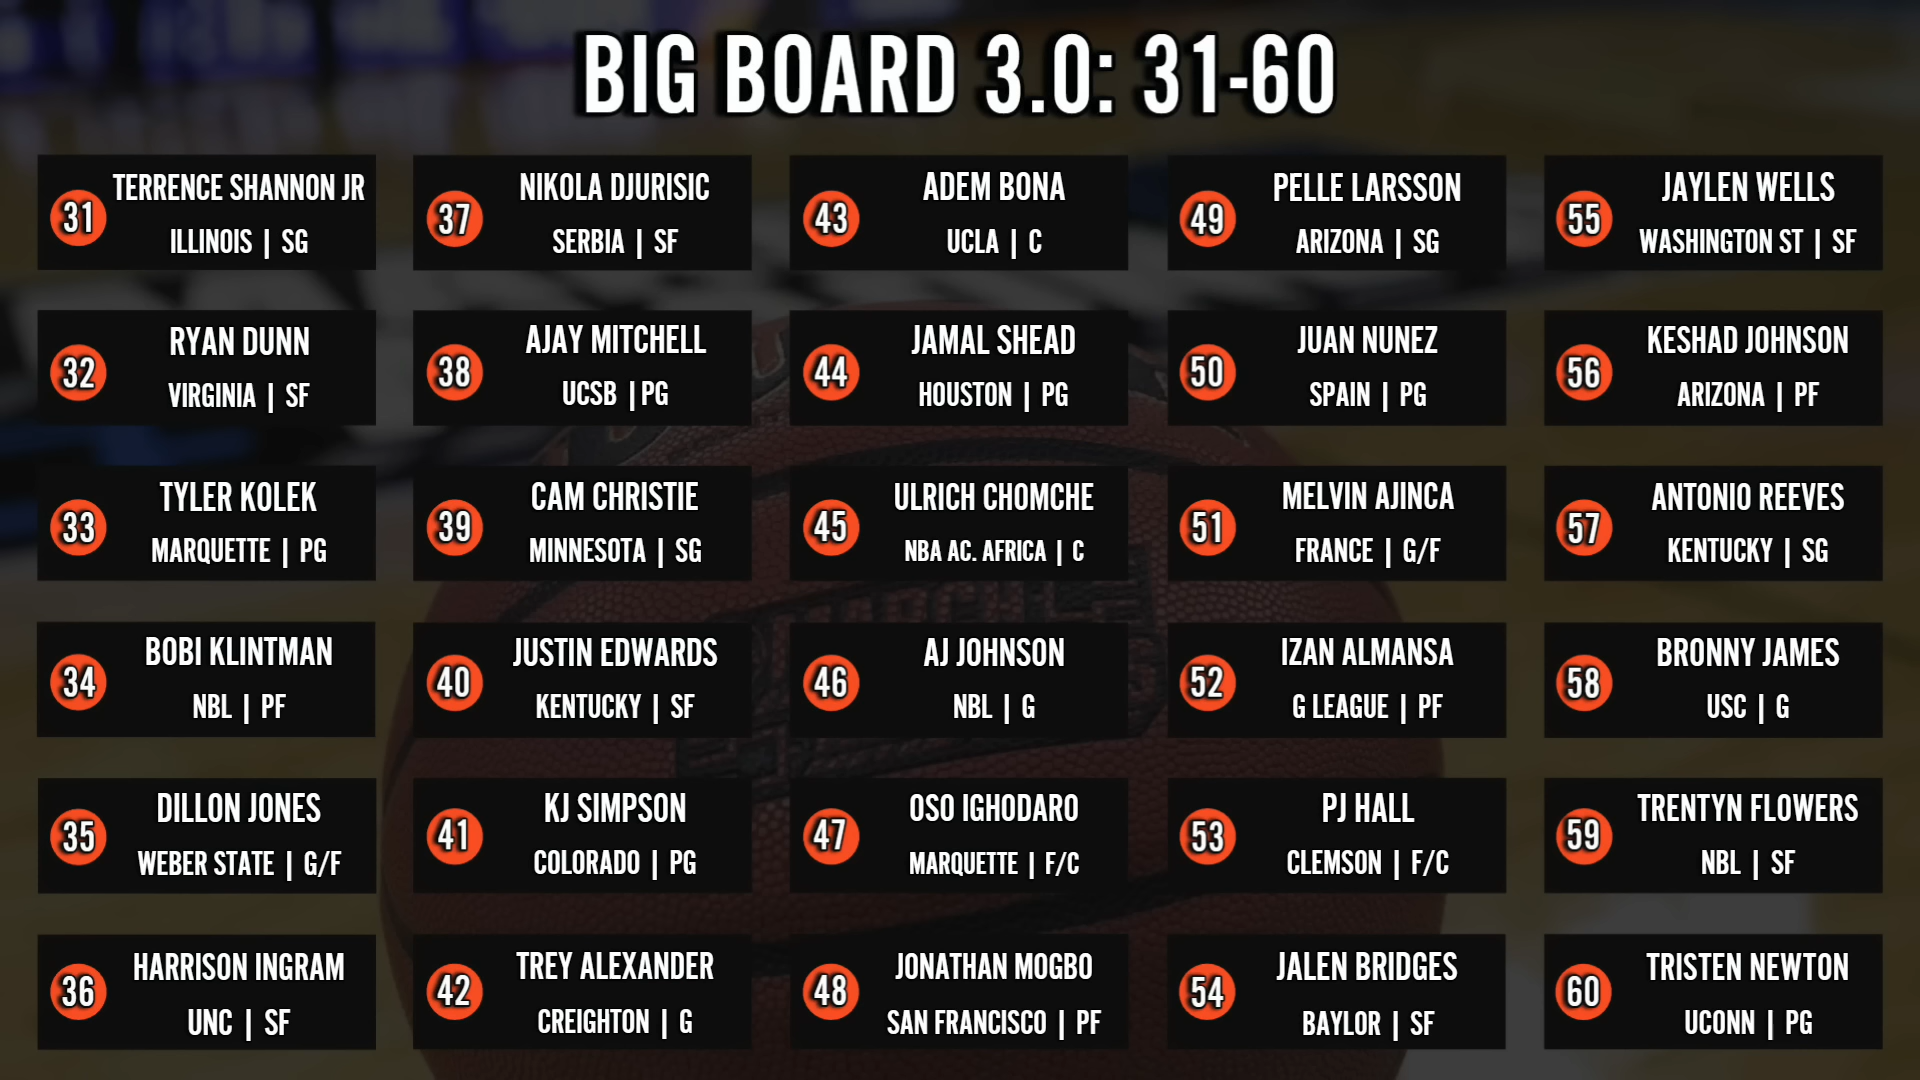 BIG BOARD 3.0: 31-60
31
TERRENCE SHANNON JR
ILLINOIS | SG
32
RYAN DUNN
VIRGINIA | SF
33
TYLER KOLEK
MARQUETTE | PG
34
BOBI KLINTMAN
NBL | PF
35
DILLON JONES
WEBER STATE | G/F
36
HARRISON INGRAM
UNC | SF
37
NIKOLA DJURISIC
SERBIA | SF
38
AJAY MITCHELL
UCSB | PG
39
CAM CHRISTIE
MINNESOTA | SG
40
JUSTIN EDWARDS
KENTUCKY | SF
41
KJ SIMPSON
COLORADO | PG
42
TREY ALEXANDER
CREIGHTON | G
43
ADEM BONA
UCLA | C
44
JAMAL SHEAD
HOUSTON | PG
45
ULRICH CHOMCHE
NBA AC. AFRICA | C
46
AJ JOHNSON
NBL | G
47
OSO IGHODARO
MARQUETTE | F/C
48
JONATHAN MOGBO
SAN FRANCISCO | PF
49
PELLE LARSSON
ARIZONA | SG
50
JUAN NUNEZ
SPAIN | PG
51
MELVIN AJINCA
FRANCE | G/F
52
IZAN ALMANSA
G LEAGUE | PF
53
PJ HALL
CLEMSON | F/C
54
JALEN BRIDGES
BAYLOR | SF
55
JAYLEN WELLS
WASHINGTON ST | SF
56
KESHAD JOHNSON
ARIZONA | PF
57
ANTONIO REEVES
KENTUCKY | SG
58
BRONNY JAMES
USC | G
59
TRENTYN FLOWERS
NBL | SF
60
TRISTEN NEWTON
UCONN | PG